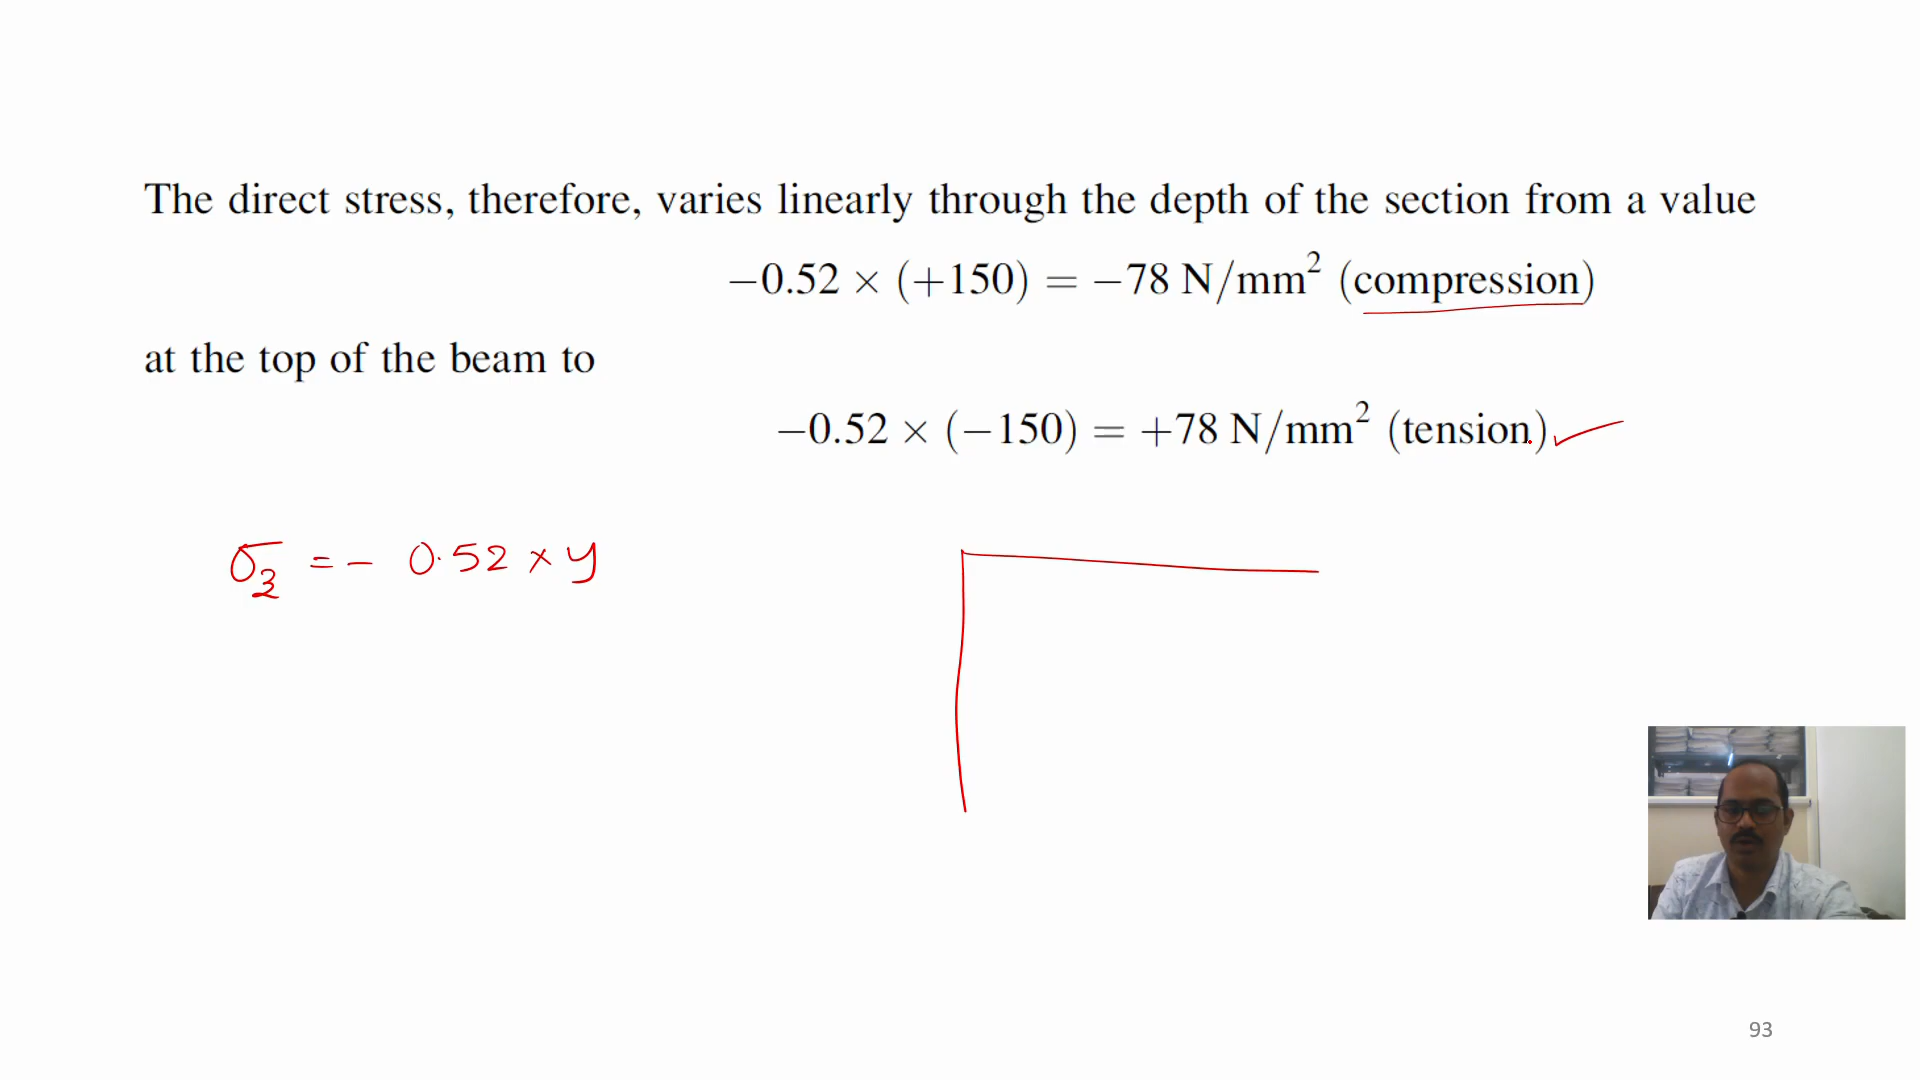 The direct stress, therefore, varies linearly through the depth of the section from a value
−0.52 × (+150) = −78 N/mm² (compression)
at the top of the beam to
−0.52 × (−150) = +78 N/mm² (tension)
σz = − 0.52 × y
93